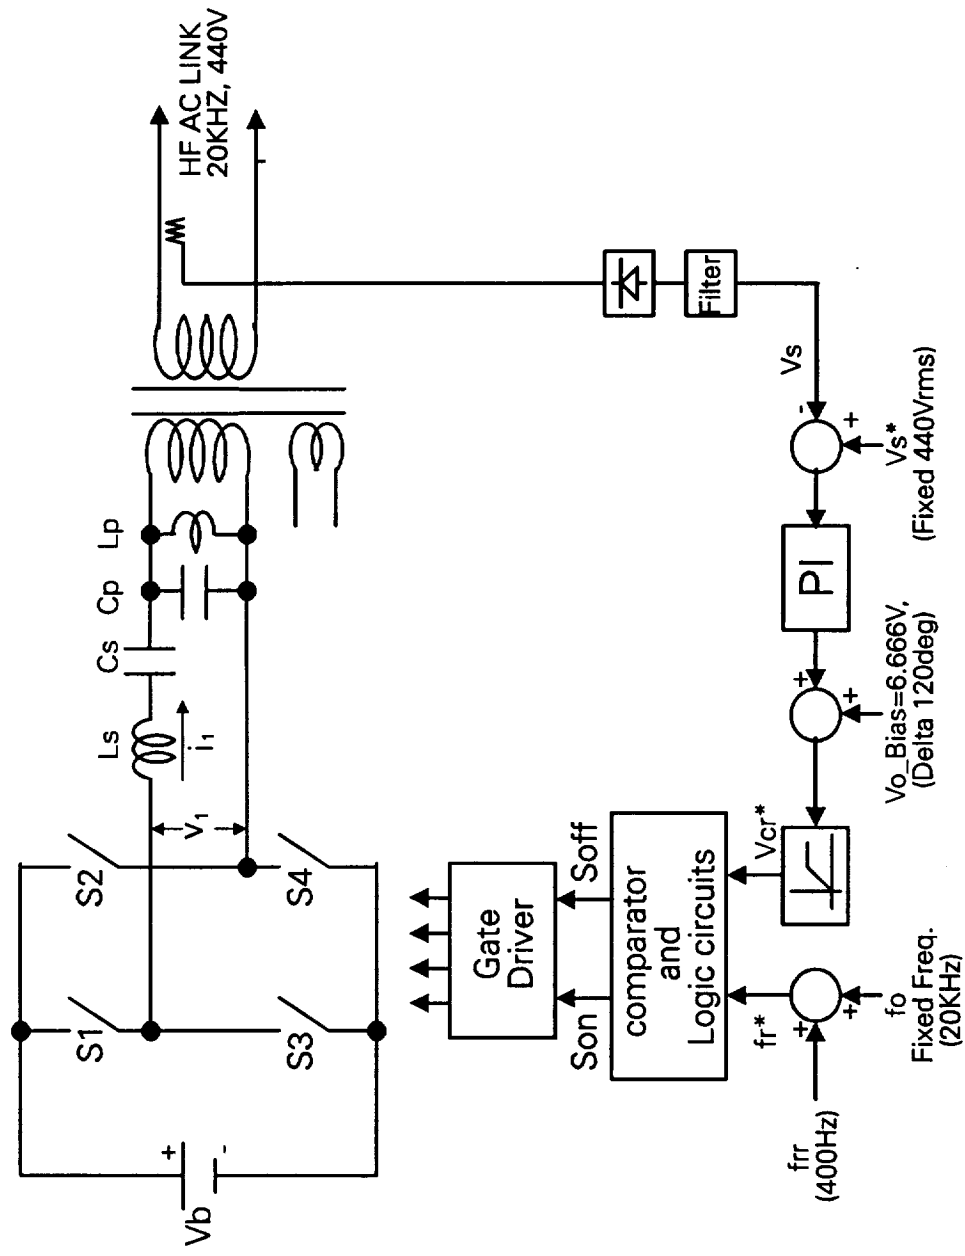 Vb
+
-
S1
S2
S3
S4
V1
Ls
i1
Cs
Cp
Lp
HF AC LINK
20KHZ, 440V
Gate
Driver
Son
Soff
comparator
and
Logic circuits
fr*
Vcr*
frr
(400Hz)
+
+
fo
Fixed Freq.
(20KHz)
+
+
Vo_Bias=6.666V,
(Delta 120deg)
PI
-
+
Vs
Vs*
(Fixed 440Vrms)
Filter